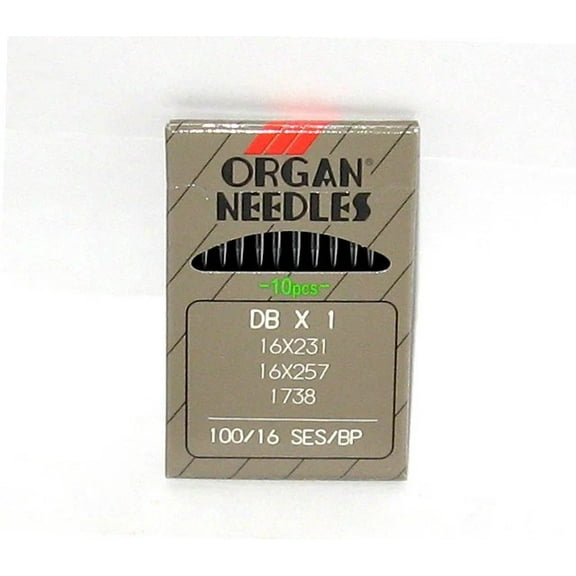 ORGAN®
NEEDLES
~10pcs~
DB X 1
16X231
16X257
1738
100/16 SES/BP